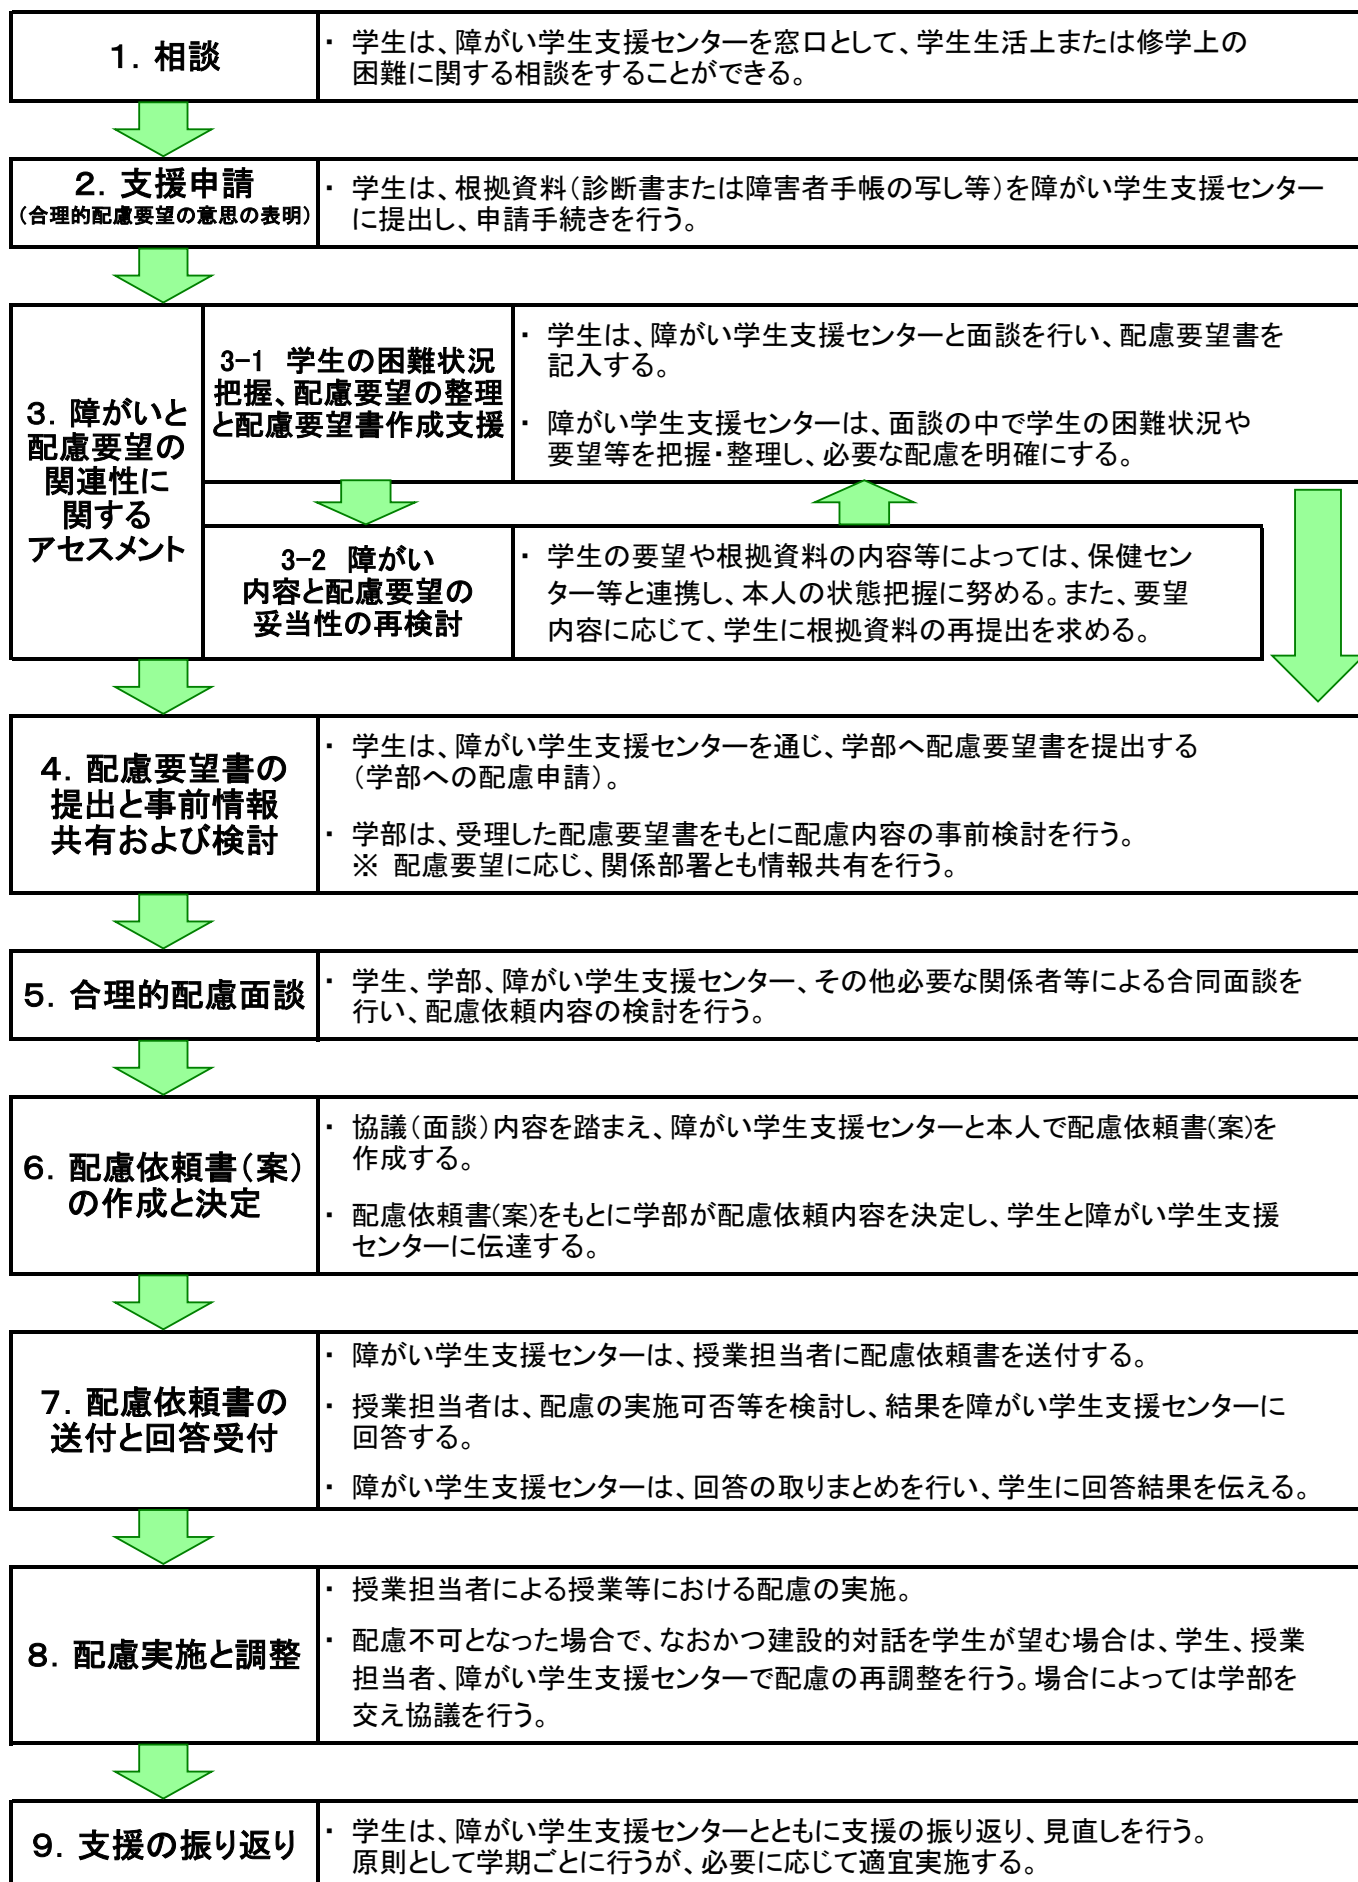 １．相談
・ 学生は、障がい学生支援センターを窓口として、学生生活上または修学上の
困難に関する相談をすることができる。
２．支援申請
（合理的配慮要望の意思の表明）
・ 学生は、根拠資料（診断書または障害者手帳の写し等）を障がい学生支援センター
に提出し、申請手続きを行う。
３．障がいと
配慮要望の
関連性に
関する
アセスメント
3-1 学生の困難状況
把握、配慮要望の整理
と配慮要望書作成支援
・ 学生は、障がい学生支援センターと面談を行い、配慮要望書を
記入する。
・ 障がい学生支援センターは、面談の中で学生の困難状況や
要望等を把握・整理し、必要な配慮を明確にする。
3-2 障がい
内容と配慮要望の
妥当性の再検討
・ 学生の要望や根拠資料の内容等によっては、保健セン
ター等と連携し、本人の状態把握に努める。また、要望
内容に応じて、学生に根拠資料の再提出を求める。
４．配慮要望書の
提出と事前情報
共有および検討
・ 学生は、障がい学生支援センターを通じ、学部へ配慮要望書を提出する
（学部への配慮申請）。
・ 学部は、受理した配慮要望書をもとに配慮内容の事前検討を行う。
※ 配慮要望に応じ、関係部署とも情報共有を行う。
５．合理的配慮面談
・ 学生、学部、障がい学生支援センター、その他必要な関係者等による合同面談を
行い、配慮依頼内容の検討を行う。
６．配慮依頼書（案）
の作成と決定
・ 協議（面談）内容を踏まえ、障がい学生支援センターと本人で配慮依頼書(案)を
作成する。
・ 配慮依頼書(案)をもとに学部が配慮依頼内容を決定し、学生と障がい学生支援
センターに伝達する。
７．配慮依頼書の
送付と回答受付
・ 障がい学生支援センターは、授業担当者に配慮依頼書を送付する。
・ 授業担当者は、配慮の実施可否等を検討し、結果を障がい学生支援センターに
回答する。
・ 障がい学生支援センターは、回答の取りまとめを行い、学生に回答結果を伝える。
８．配慮実施と調整
・ 授業担当者による授業等における配慮の実施。
・ 配慮不可となった場合で、なおかつ建設的対話を学生が望む場合は、学生、授業
担当者、障がい学生支援センターで配慮の再調整を行う。場合によっては学部を
交え協議を行う。
９．支援の振り返り
・ 学生は、障がい学生支援センターとともに支援の振り返り、見直しを行う。
原則として学期ごとに行うが、必要に応じて適宜実施する。